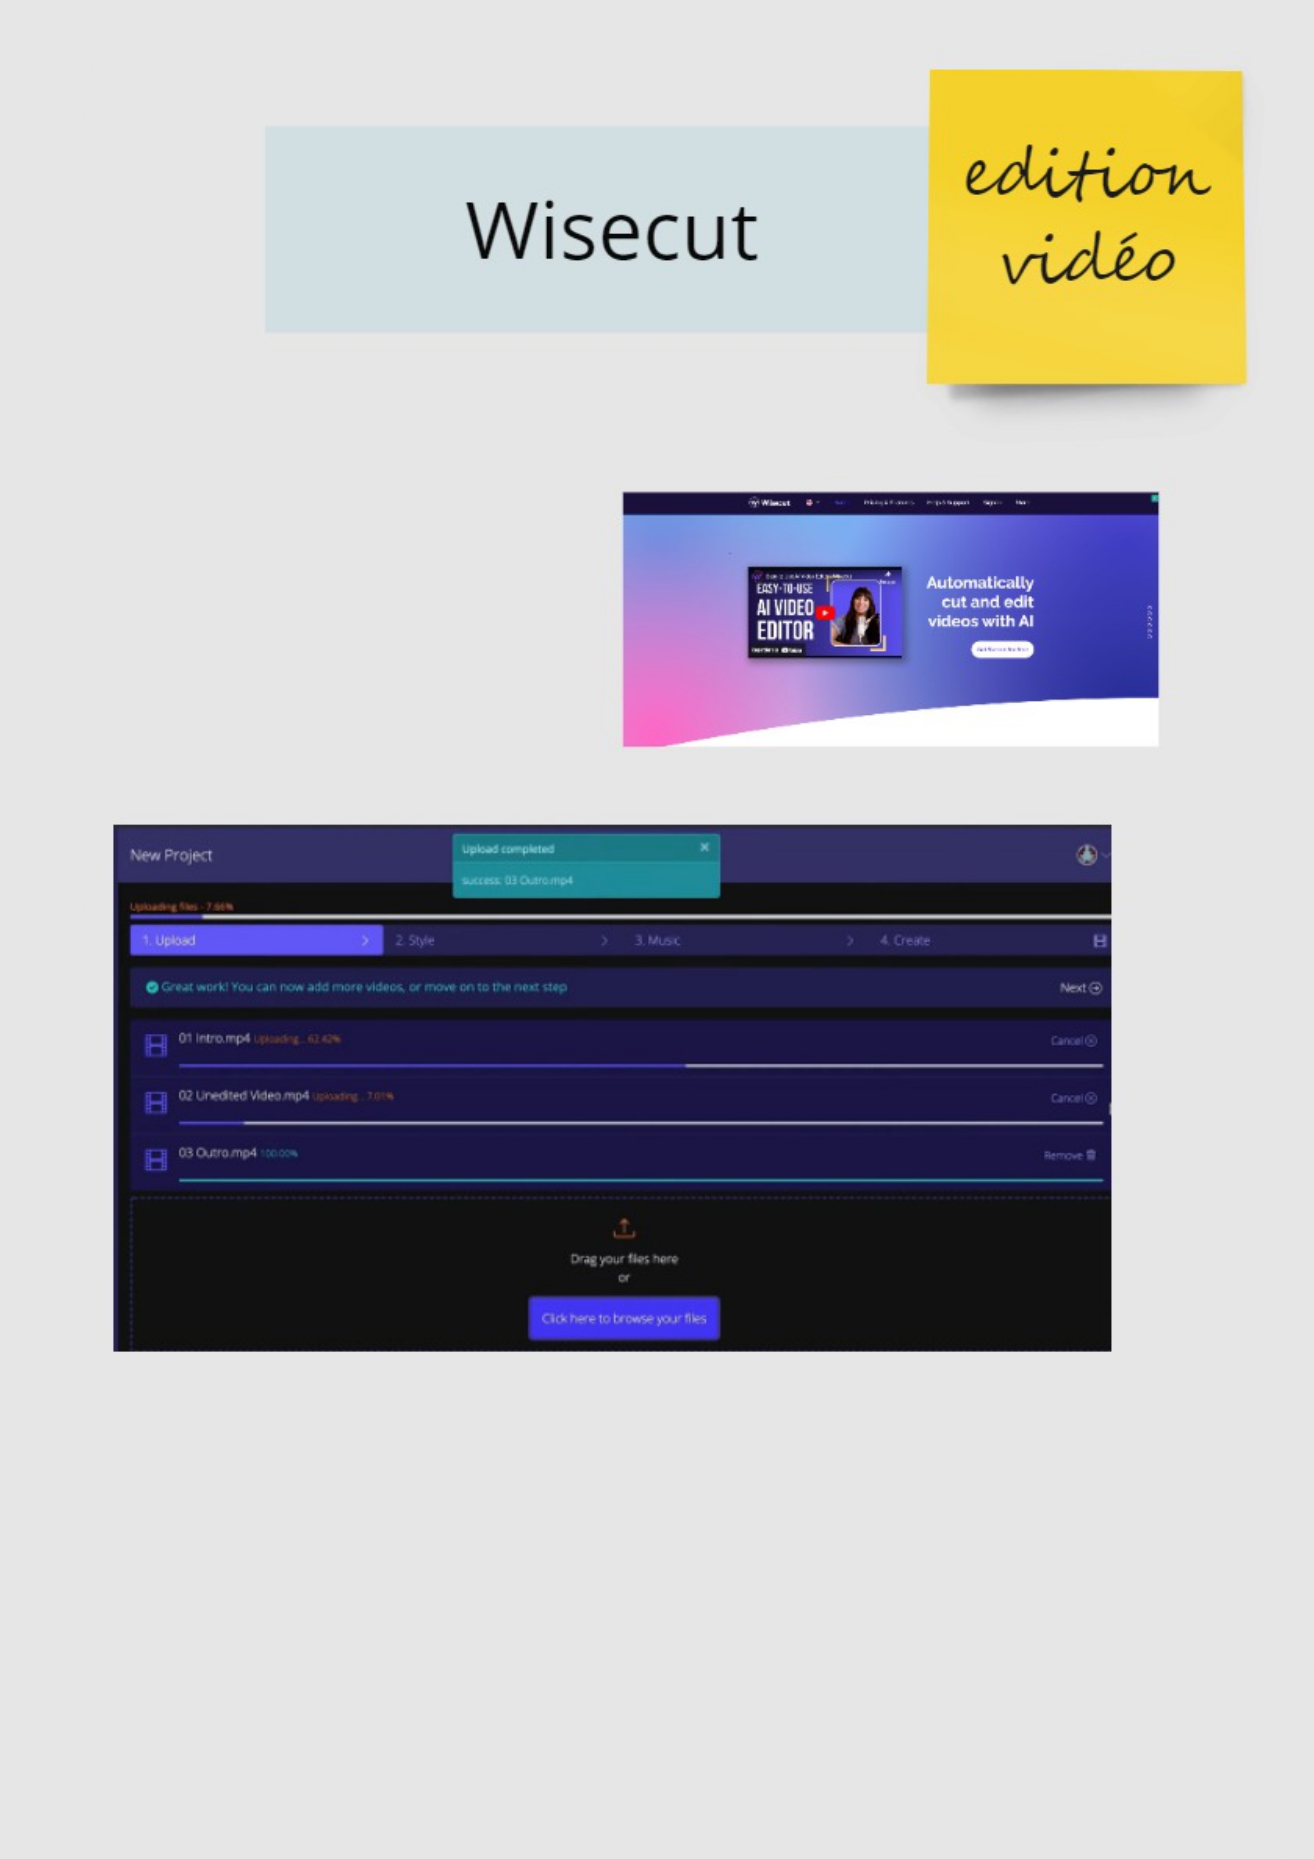 Wisecut
edition
vidéo
Wisecut
Automatically
cut and edit
videos with AI
EASY-TO-USE
AI VIDEO
EDITOR
New Project
Upload completed
success: 03 Outro.mp4
Uploading files - 7.66%
1. Upload
2. Style
3. Music
4. Create
Great work! You can now add more videos, or move on to the next step
Next
01 Intro.mp4 Uploading... 62.42%
Cancel
02 Unedited Video.mp4 Uploading... 7.01%
Cancel
03 Outro.mp4 100.00%
Remove
Drag your files here
or
Click here to browse your files